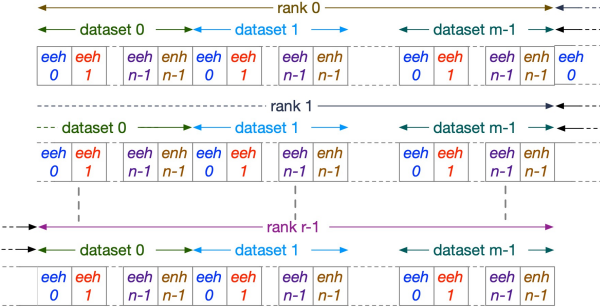 rank 0
dataset 0 dataset 1 dataset m-1
eeh eeh eeh enh eeh eeh eeh enh eeh eeh eeh enh eeh
0 1 n-1 n-1 0 1 n-1 n-1 0 1 n-1 n-1 0
rank 1
dataset 0 dataset 1 dataset m-1
eeh eeh eeh enh eeh eeh eeh enh eeh eeh eeh enh
0 1 n-1 n-1 0 1 n-1 n-1 0 1 n-1 n-1
rank r-1
dataset 0 dataset 1 dataset m-1
eeh eeh eeh enh eeh eeh eeh enh eeh eeh eeh enh
0 1 n-1 n-1 0 1 n-1 n-1 0 1 n-1 n-1